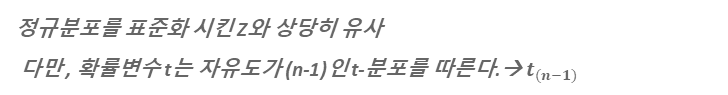 정규분포를 표준화 시킨 z와 상당히 유사
다만, 확률변수 t는 자유도가 (n-1)인 t-분포를 따른다.→ t₍ₙ₋₁₎